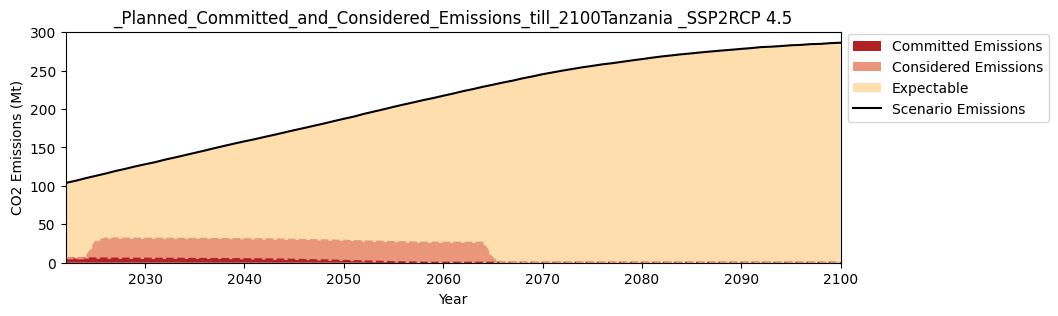 _Planned_Committed_and_Considered_Emissions_till_2100Tanzania _SSP2RCP 4.5
300
250
200
150
100
50
0
CO2 Emissions (Mt)
2030
2040
2050
2060
2070
2080
2090
2100
Year
Committed Emissions
Considered Emissions
Expectable
Scenario Emissions